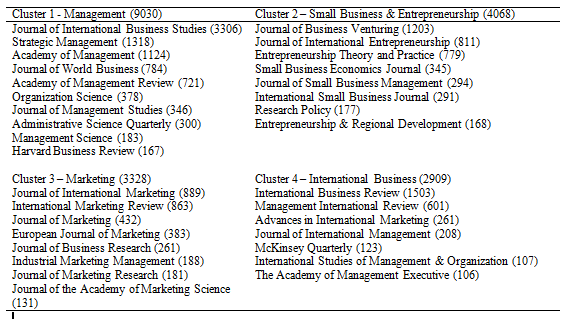 Cluster 1 - Management (9030)
Journal of International Business Studies (3306)
Strategic Management (1318)
Academy of Management (1124)
Journal of World Business (784)
Academy of Management Review (721)
Organization Science (378)
Journal of Management Studies (346)
Administrative Science Quarterly (300)
Management Science (183)
Harvard Business Review (167)
Cluster 2 – Small Business & Entrepreneurship (4068)
Journal of Business Venturing (1203)
Journal of International Entrepreneurship (811)
Entrepreneurship Theory and Practice (779)
Small Business Economics Journal (345)
Journal of Small Business Management (294)
International Small Business Journal (291)
Research Policy (177)
Entrepreneurship & Regional Development (168)
Cluster 3 – Marketing (3328)
Journal of International Marketing (889)
International Marketing Review (863)
Journal of Marketing (432)
European Journal of Marketing (383)
Journal of Business Research (261)
Industrial Marketing Management (188)
Journal of Marketing Research (181)
Journal of the Academy of Marketing Science
(131)
Cluster 4 – International Business (2909)
International Business Review (1503)
Management International Review (601)
Advances in International Marketing (261)
Journal of International Management (208)
McKinsey Quarterly (123)
International Studies of Management & Organization (107)
The Academy of Management Executive (106)